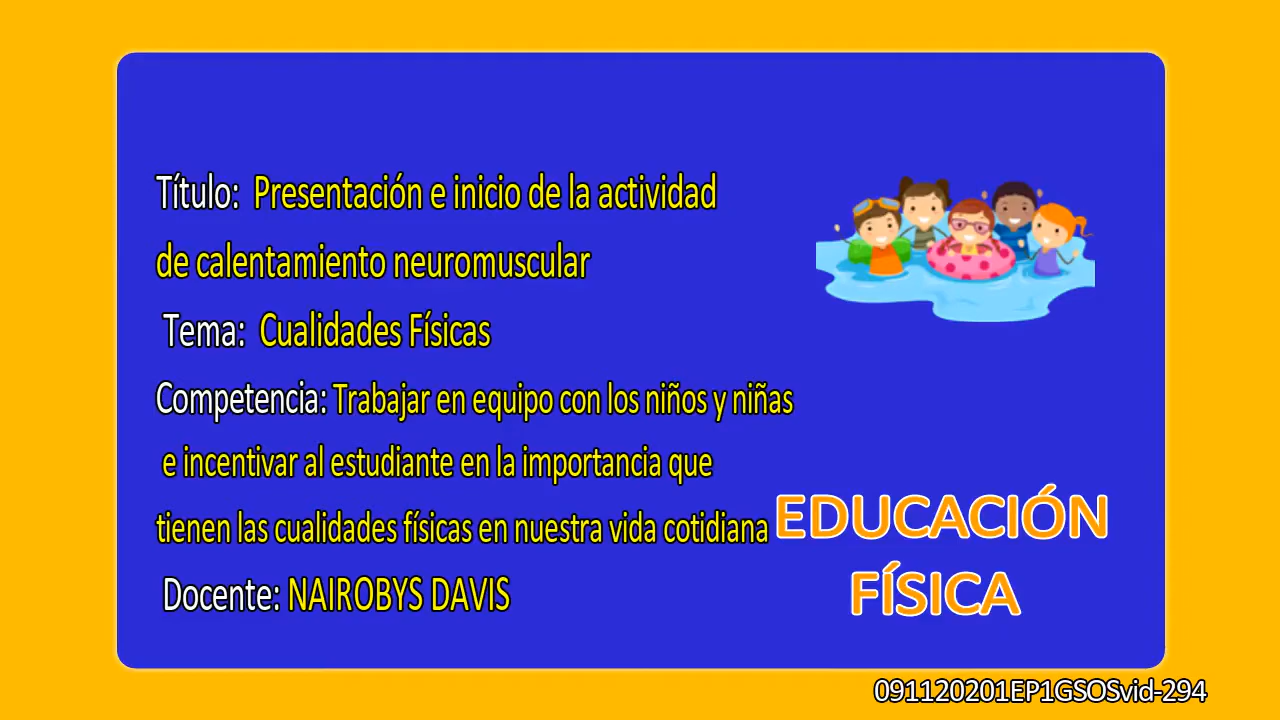 Título: Presentación e inicio de la actividad
de calentamiento neuromuscular
Tema: Cualidades Físicas
Competencia: Trabajar en equipo con los niños y niñas
e incentivar al estudiante en la importancia que
tienen las cualidades físicas en nuestra vida cotidiana
Docente: NAIROBYS DAVIS
EDUCACIÓN
FÍSICA
091120201EP1GSOSvid-294